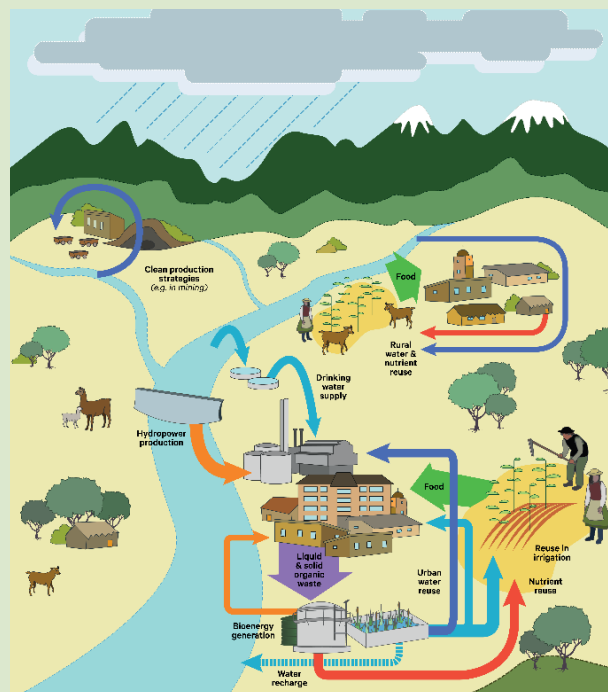 Clean production
strategies
(e.g. in mining)
Food
Rural
water &
nutrient
reuse
Drinking
water
supply
Hydropower
production
Food
Reuse in
irrigation
Liquid
& solid
organic
waste
Urban
water
reuse
Nutrient
reuse
Bioenergy
generation
Water
recharge